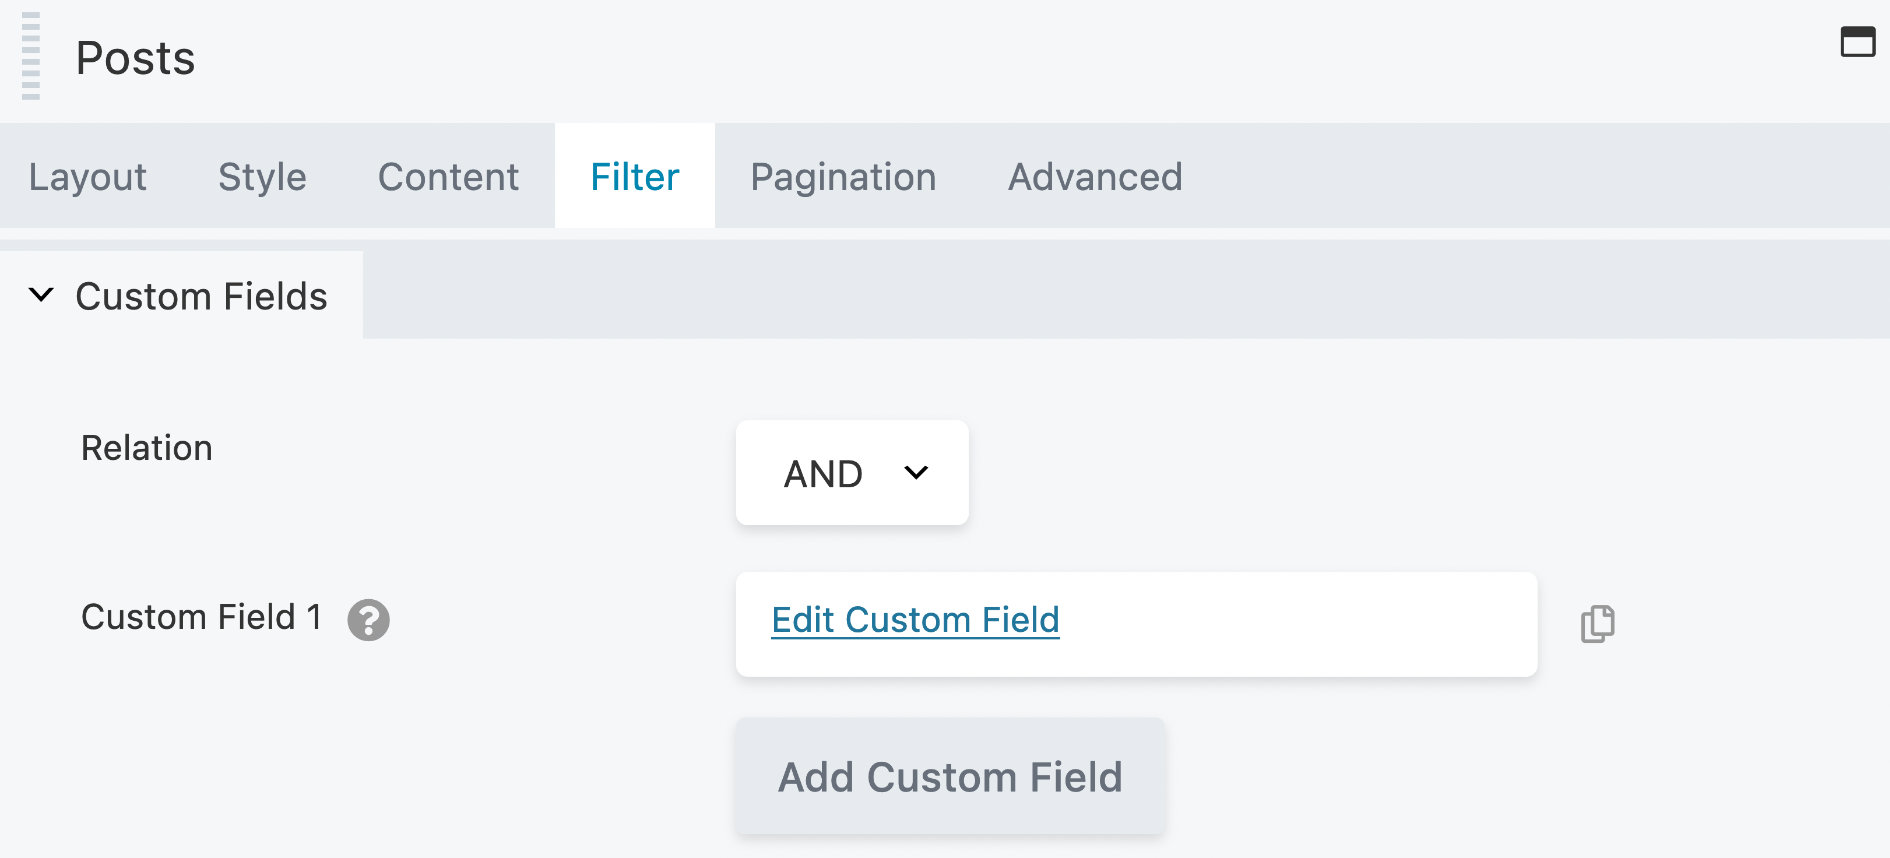 Posts
Layout Style Content Filter Pagination Advanced
Custom Fields
Relation AND
Custom Field 1 ? Edit Custom Field
Add Custom Field